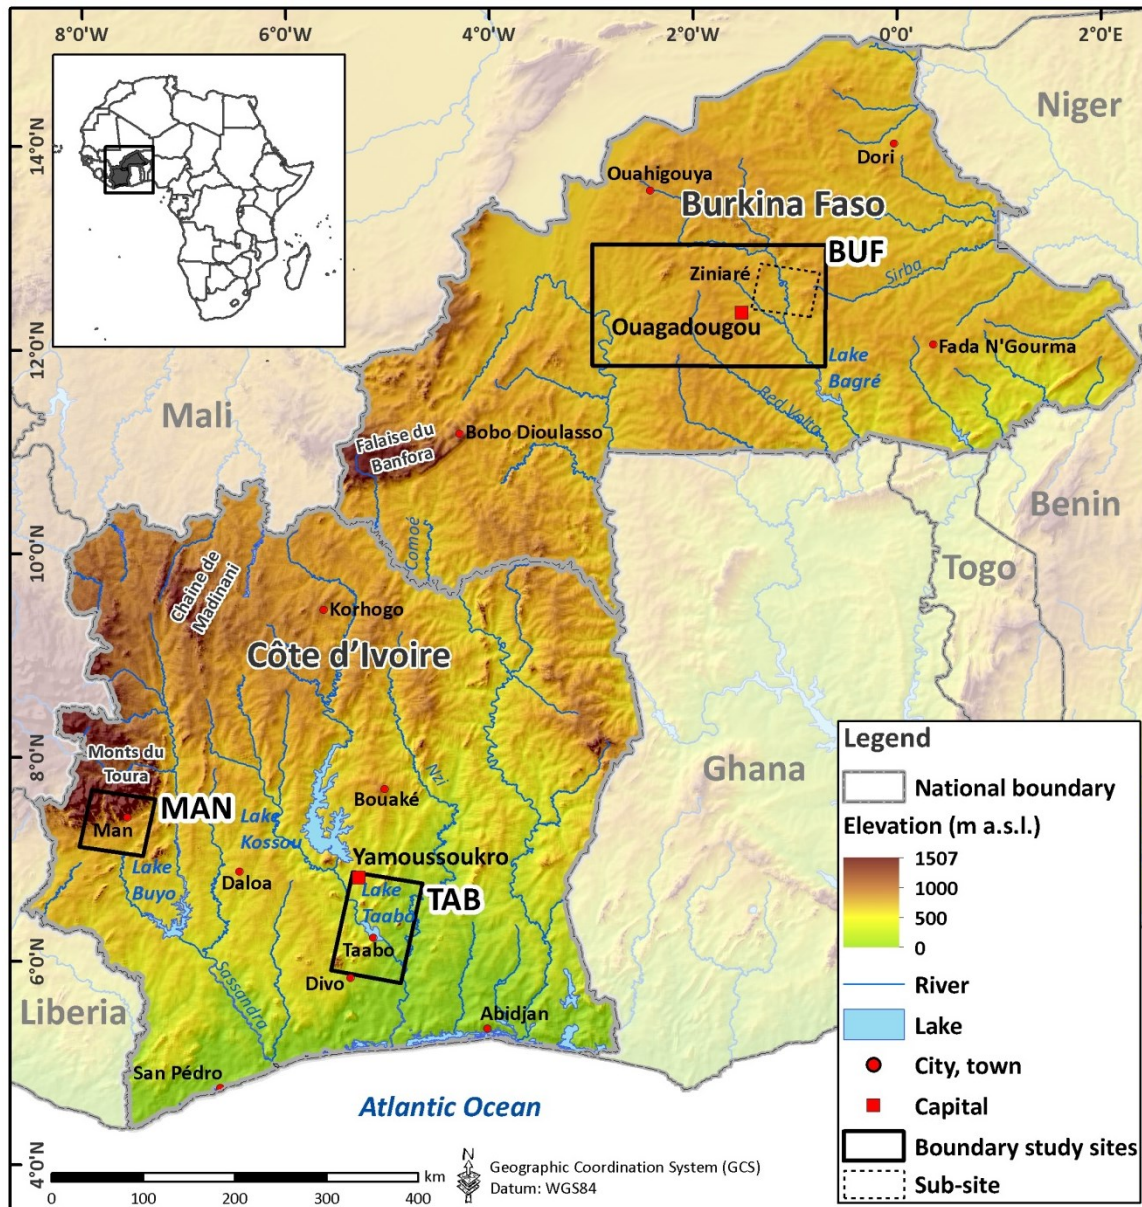 8°0'W
6°0'W
4°0'W
2°0'W
0°0'
2°0'E
14°0'N
12°0'N
10°0'N
8°0'N
6°0'N
4°0'N
Niger
Dori
Ouahigouya
Burkina Faso
BUF
Ziniaré
Sirba
Ouagadougou
Lake
Bagré
Fada N'Gourma
Red Volta
Mali
Bobo Dioulasso
Falaise du
Banfora
Benin
Togo
Comoé
Chaine de
Madinani
Korhogo
Côte d'Ivoire
Ghana
Monts du
Toura
MAN
Man
Nzi
Bouaké
Lake
Kossou
Yamoussoukro
Lake
Buyo
Daloa
Lake
Taabo
TAB
Taabo
Divo
Sassandra
Liberia
Abidjan
San Pédro
Atlantic Ocean
Legend
National boundary
Elevation (m a.s.l.)
1507
1000
500
0
River
Lake
City, town
Capital
Boundary study sites
Sub-site
km
0 100 200 300 400
N
Geographic Coordination System (GCS)
Datum: WGS84